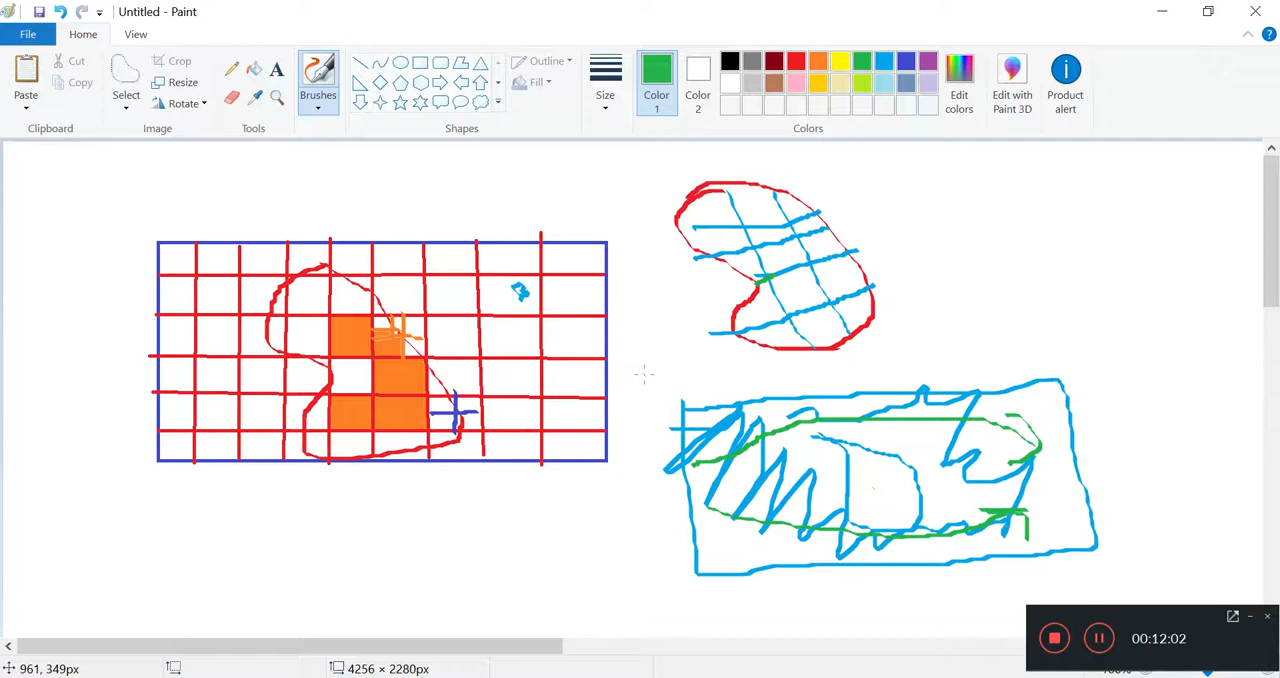 Untitled - Paint
File
Home
View
Paste
Cut
Copy
Clipboard
Select
Crop
Resize
Rotate
Image
A
Tools
Brushes
Outline
Fill
Shapes
Size
Color
1
Color
2
Edit
colors
Colors
Edit with
Paint 3D
Product
alert
00:12:02
961, 349px
4256 × 2280px